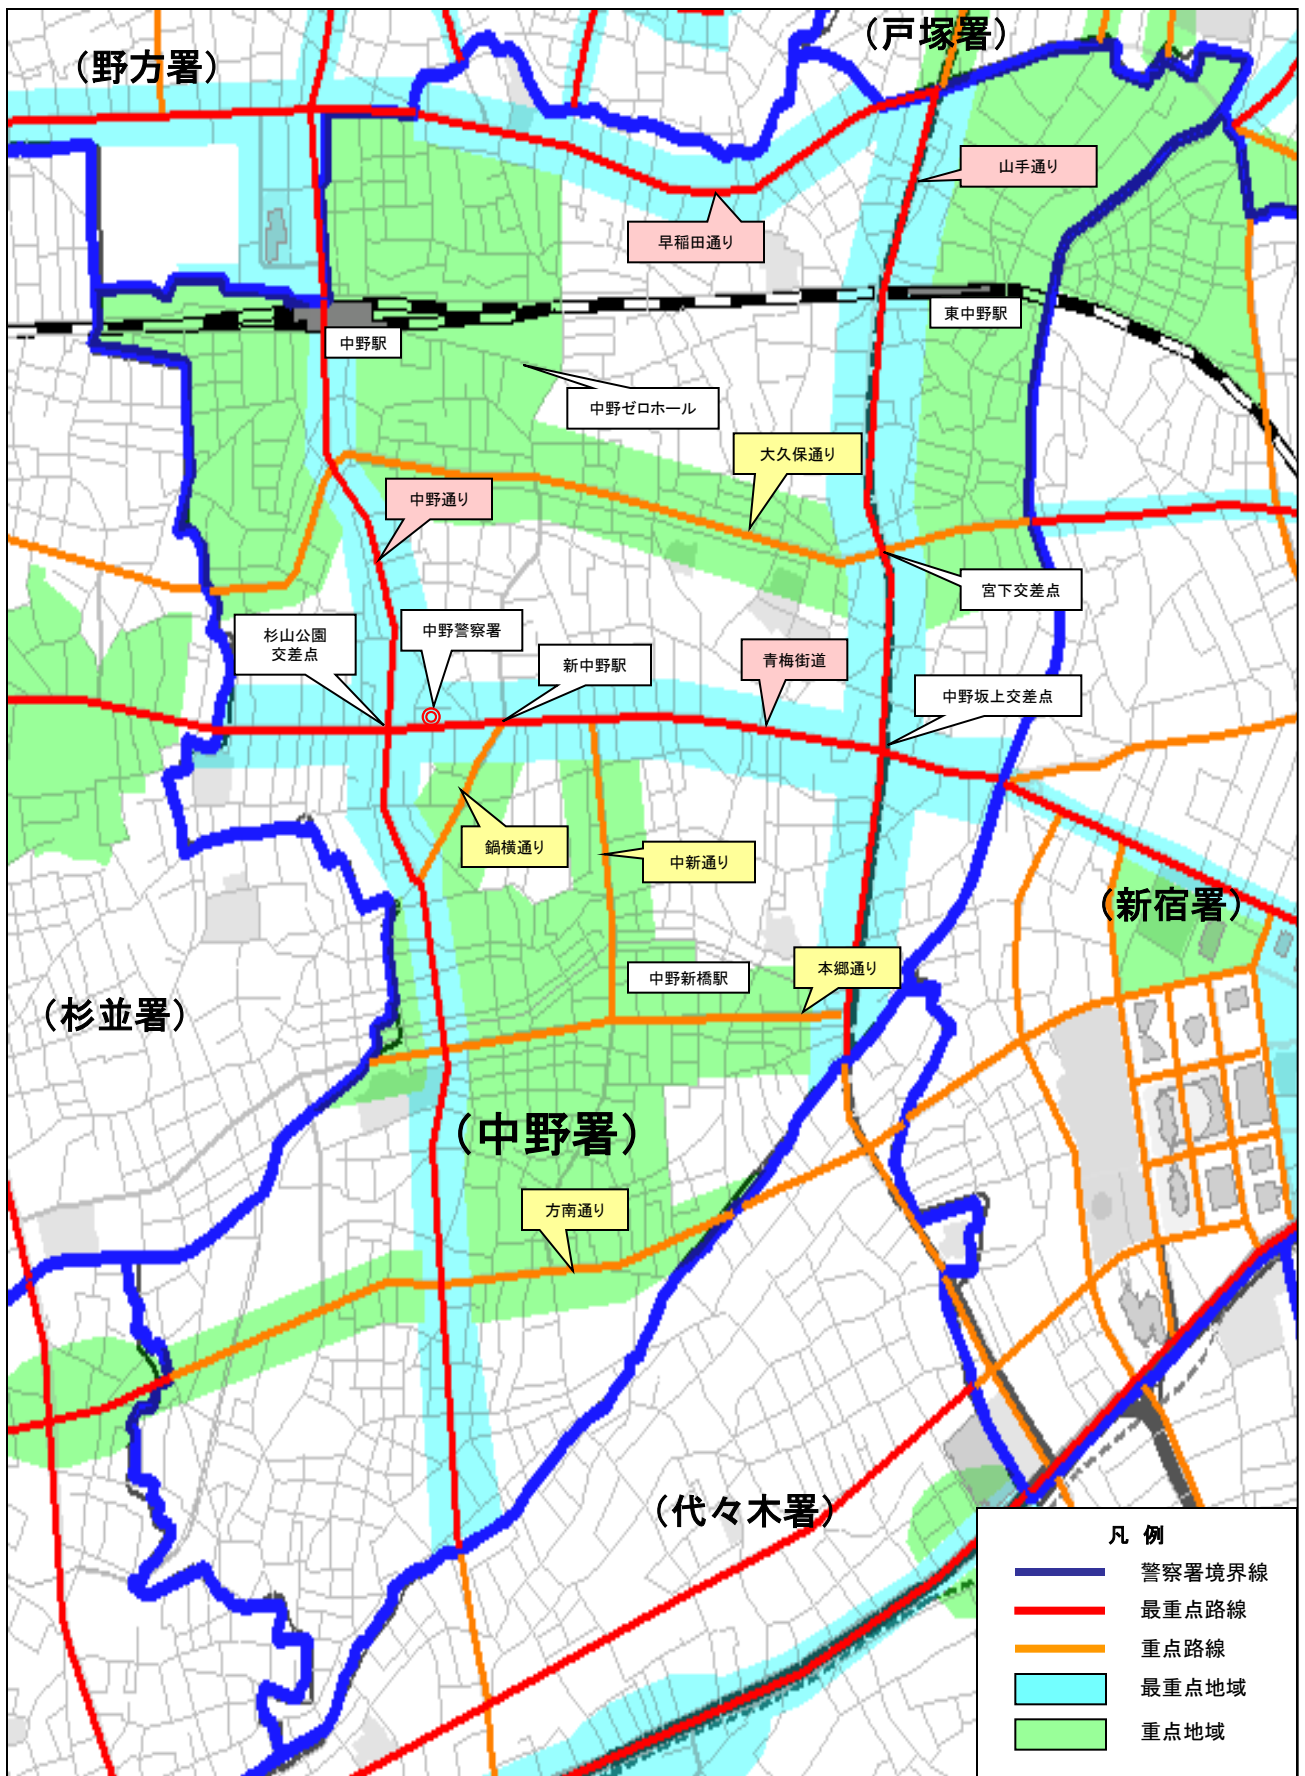 （戸塚署）
（野方署）
山手通り
早稲田通り
東中野駅
中野駅
中野ゼロホール
大久保通り
中野通り
宮下交差点
杉山公園
交差点
中野警察署
新中野駅
青梅街道
中野坂上交差点
鍋横通り
中新通り
（新宿署）
本郷通り
中野新橋駅
（杉並署）
（中野署）
方南通り
（代々木署）
凡 例
警察署境界線
最重点路線
重点路線
最重点地域
重点地域